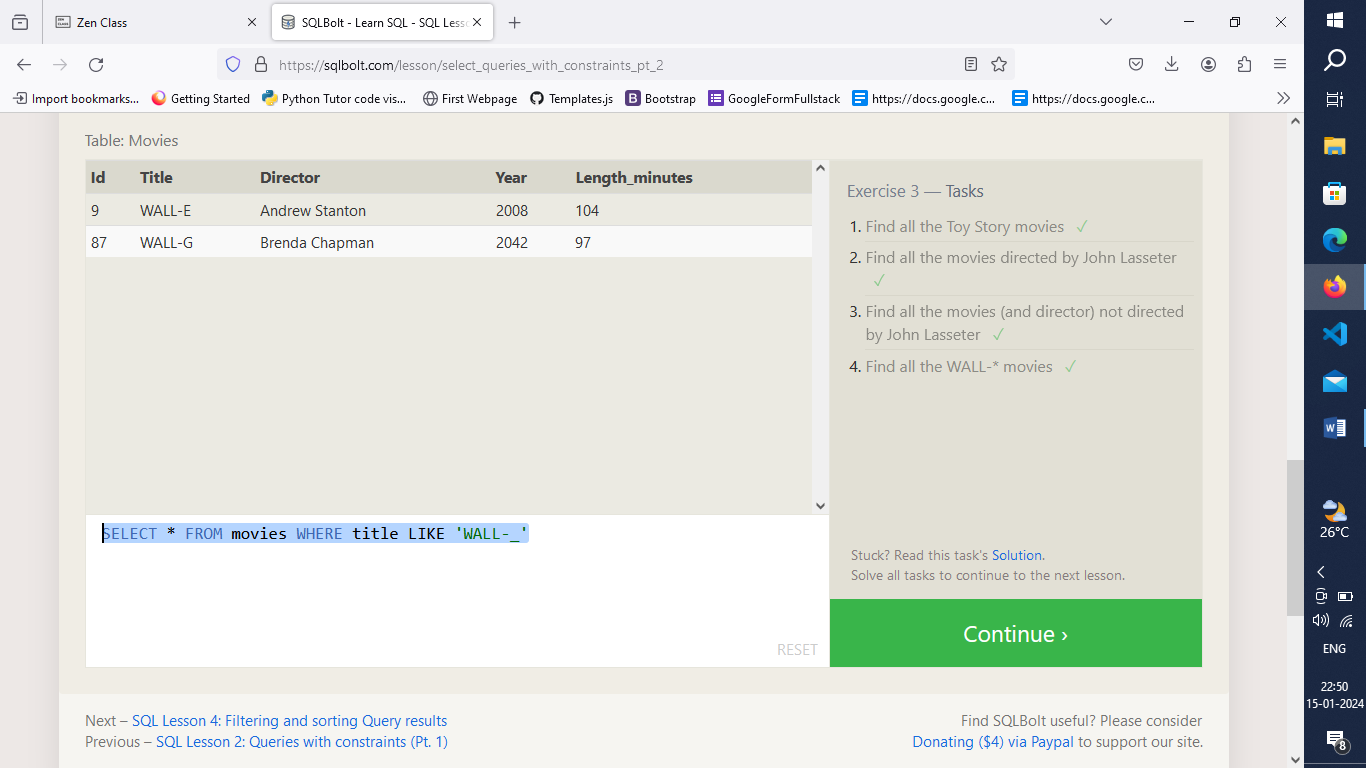 Zen Class
SQLBolt - Learn SQL - SQL Less
https://sqlbolt.com/lesson/select_queries_with_constraints_pt_2
Import bookmarks...
Getting Started
Python Tutor code vis...
First Webpage
Templates.js
Bootstrap
GoogleFormFullstack
https://docs.google.c...
https://docs.google.c...
Table: Movies
Id Title Director Year Length_minutes
9 WALL-E Andrew Stanton 2008 104
87 WALL-G Brenda Chapman 2042 97
SELECT * FROM movies WHERE title LIKE 'WALL-_'
RESET
Exercise 3 — Tasks
1. Find all the Toy Story movies ✓
2. Find all the movies directed by John Lasseter
✓
3. Find all the movies (and director) not directed
by John Lasseter ✓
4. Find all the WALL-* movies ✓
Stuck? Read this task's Solution.
Solve all tasks to continue to the next lesson.
Continue ›
Next – SQL Lesson 4: Filtering and sorting Query results
Previous – SQL Lesson 2: Queries with constraints (Pt. 1)
Find SQLBolt useful? Please consider
Donating ($4) via Paypal to support our site.
26°C
ENG
22:50
15-01-2024
8